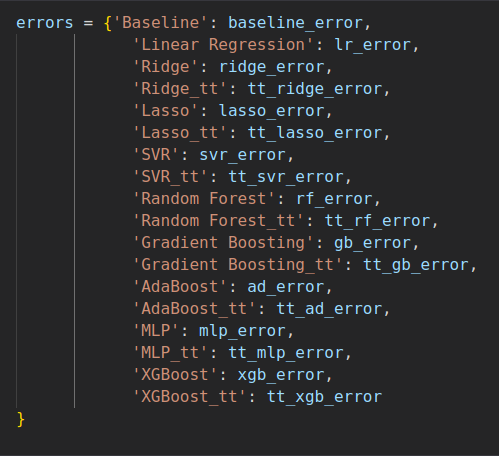 errors = {'Baseline': baseline_error,
'Linear Regression': lr_error,
'Ridge': ridge_error,
'Ridge_tt': tt_ridge_error,
'Lasso': lasso_error,
'Lasso_tt': tt_lasso_error,
'SVR': svr_error,
'SVR_tt': tt_svr_error,
'Random Forest': rf_error,
'Random Forest_tt': tt_rf_error,
'Gradient Boosting': gb_error,
'Gradient Boosting_tt': tt_gb_error,
'AdaBoost': ad_error,
'AdaBoost_tt': tt_ad_error,
'MLP': mlp_error,
'MLP_tt': tt_mlp_error,
'XGBoost': xgb_error,
'XGBoost_tt': tt_xgb_error
}